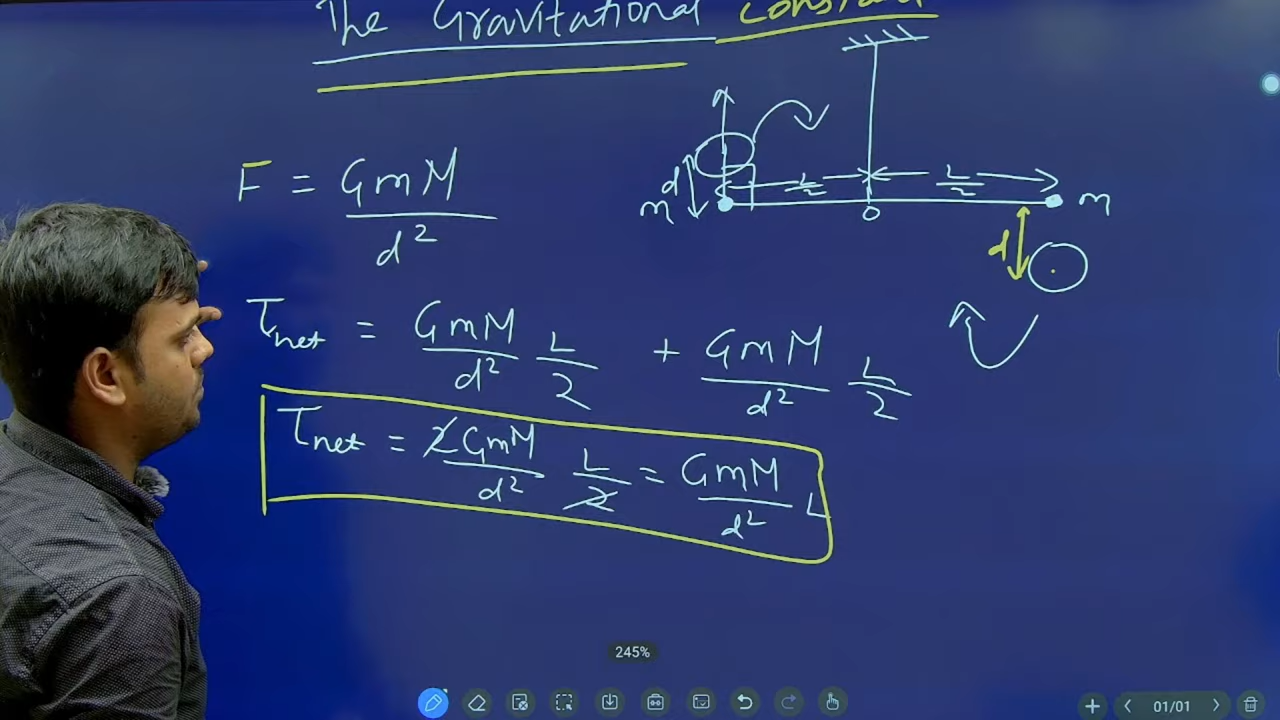 The Gravitational constant
F = GmM/d²
τnet = GmM/d² L/2 + GmM/d² L/2
τnet = 2GmM/d² L/2 = GmM/d² L
d
m
L/2
L/2
m
O
d
245%
01/01